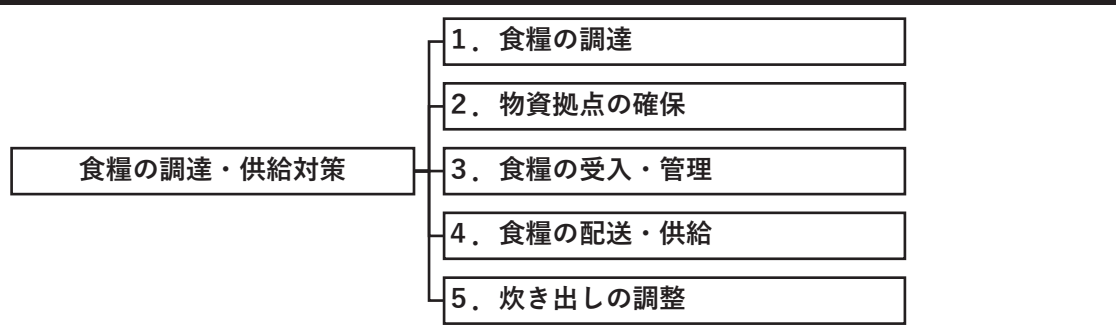 食糧の調達・供給対策
１．食糧の調達
２．物資拠点の確保
３．食糧の受入・管理
４．食糧の配送・供給
５．炊き出しの調整